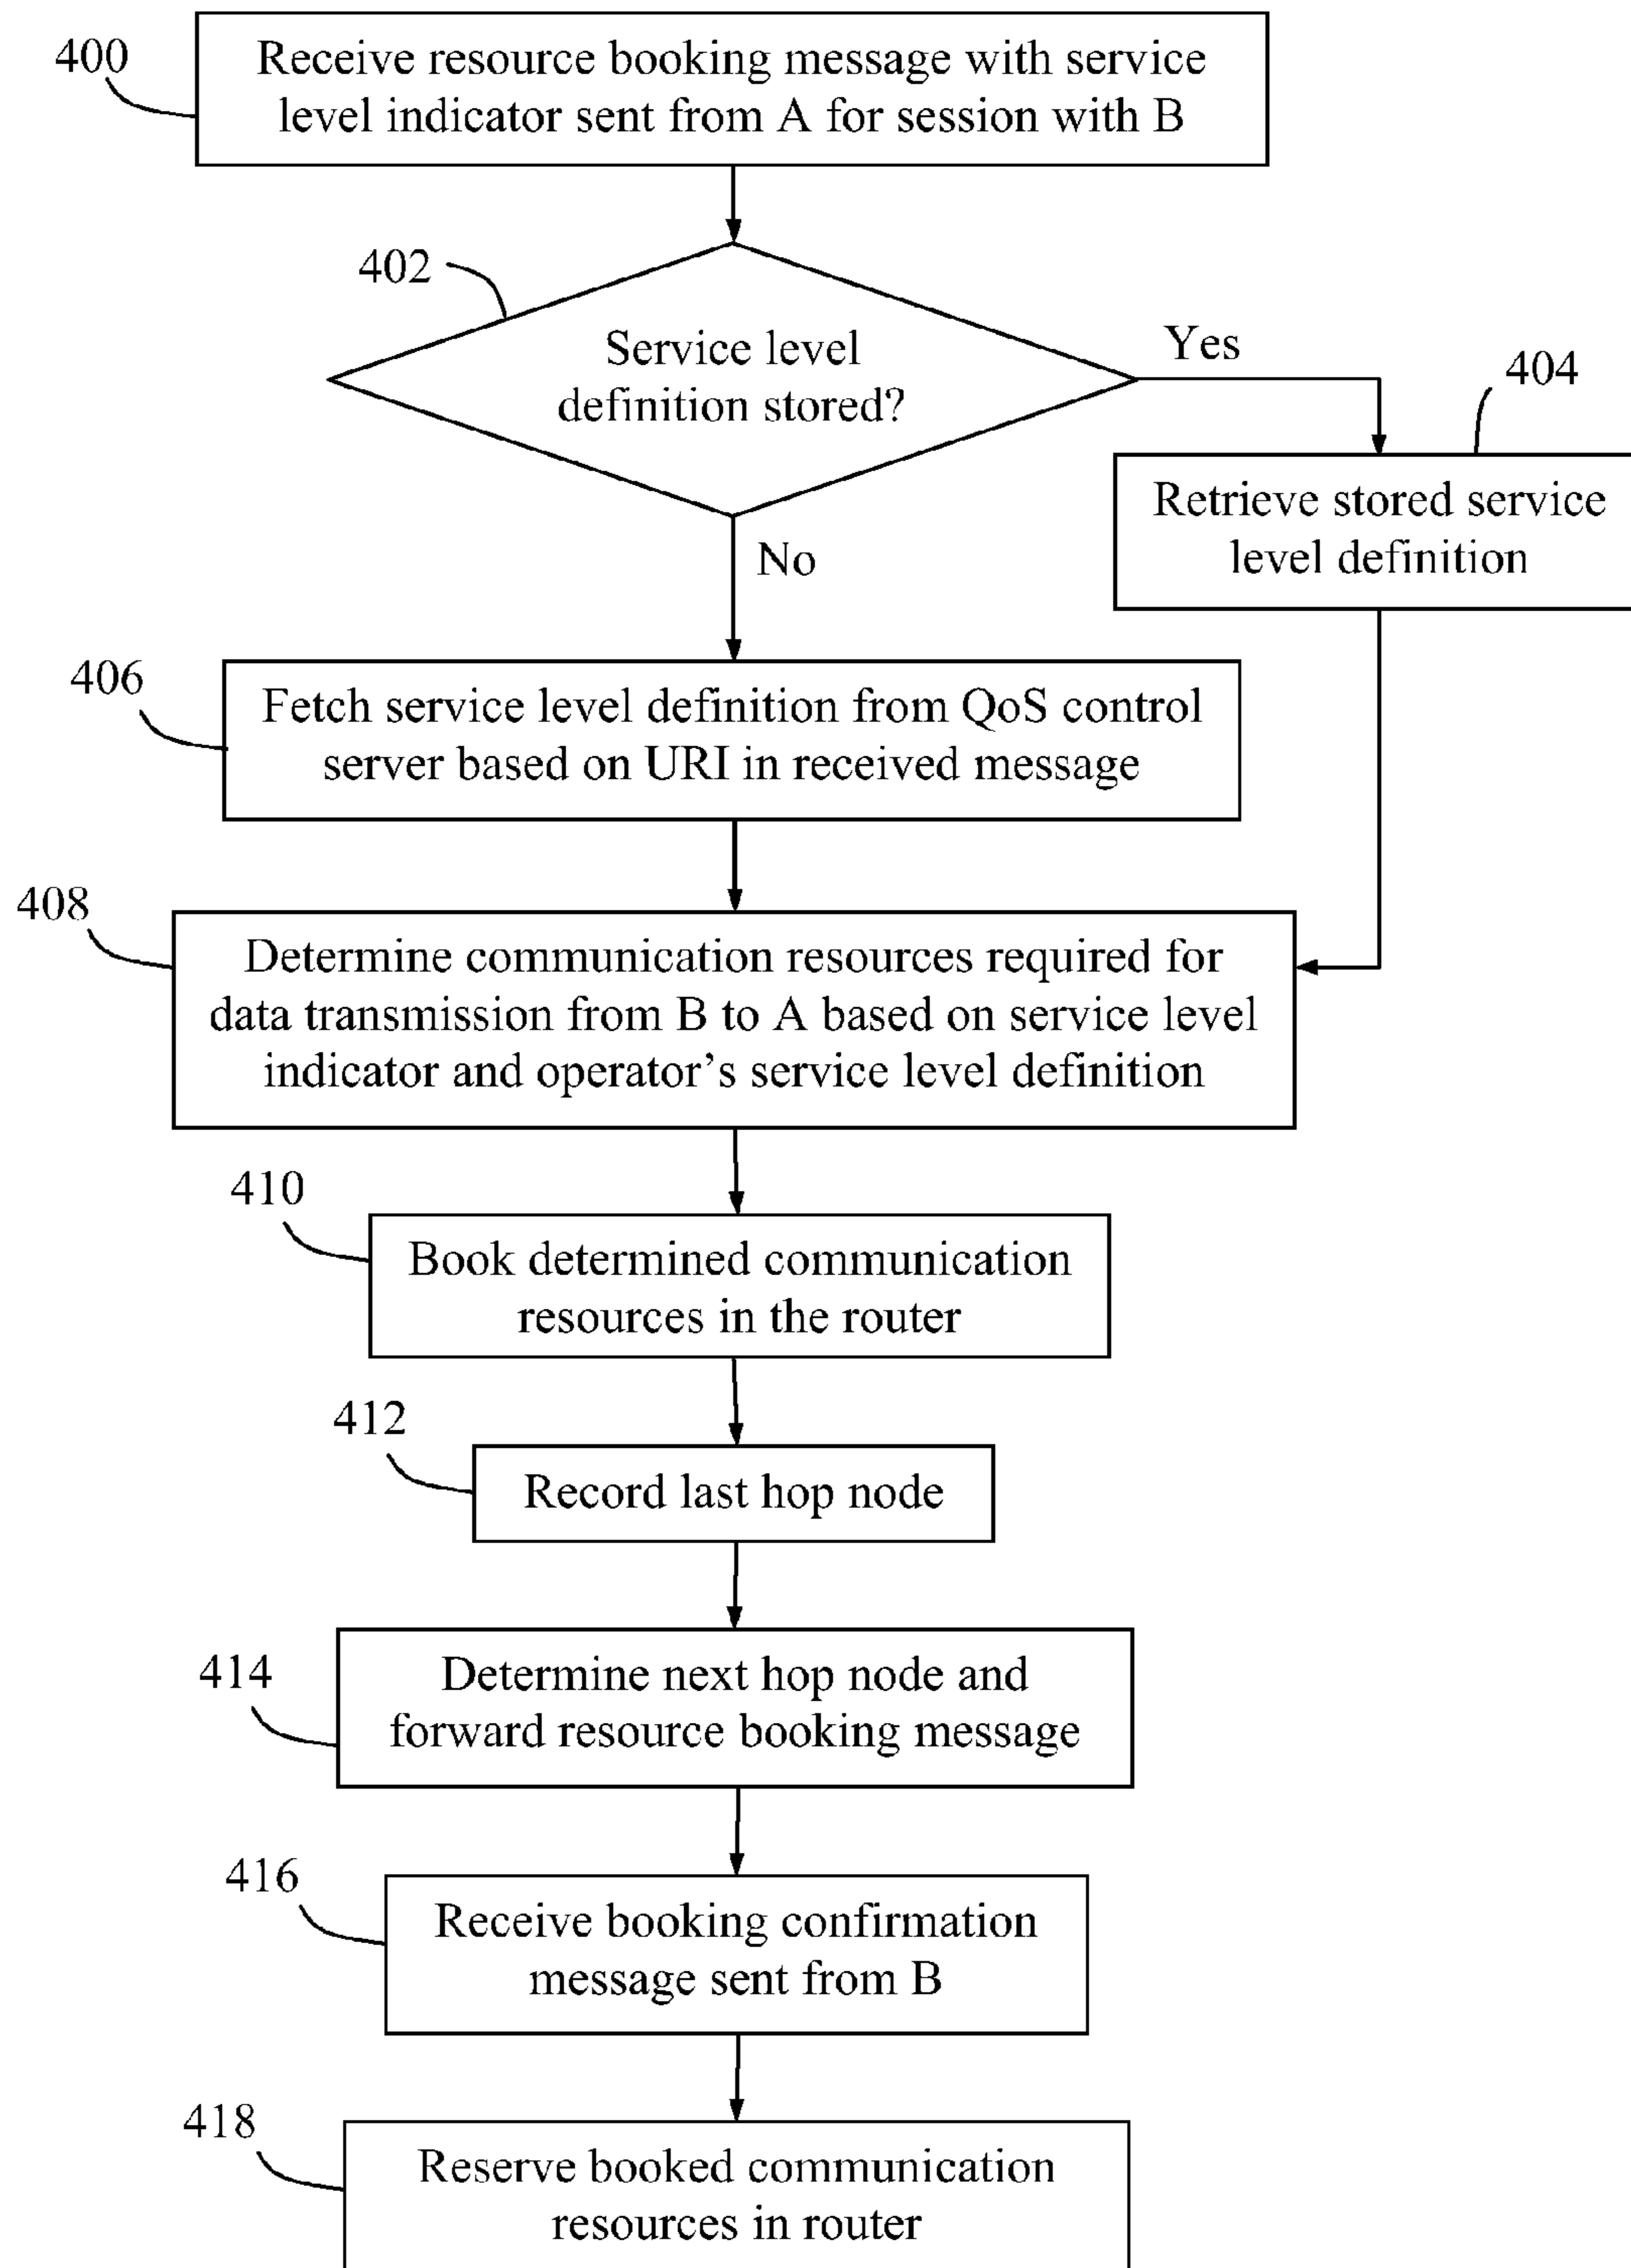 400
Receive resource booking message with service
level indicator sent from A for session with B
402
Service level
definition stored?
Yes
404
Retrieve stored service
level definition
No
406
Fetch service level definition from QoS control
server based on URI in received message
408
Determine communication resources required for
data transmission from B to A based on service level
indicator and operator's service level definition
410
Book determined communication
resources in the router
412
Record last hop node
414
Determine next hop node and
forward resource booking message
416
Receive booking confirmation
message sent from B
418
Reserve booked communication
resources in router